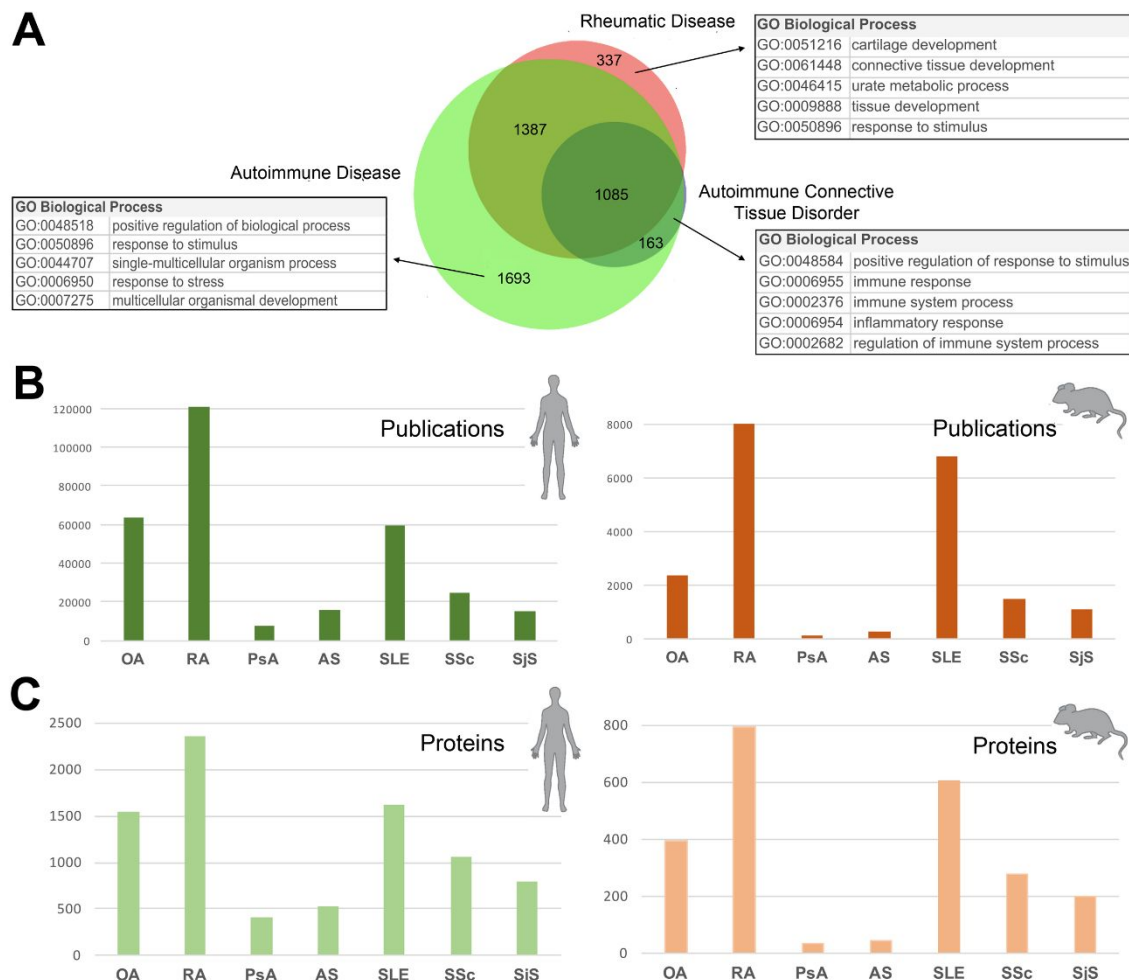 A
Rheumatic Disease
337
GO Biological Process
GO:0051216 cartilage development
GO:0061448 connective tissue development
GO:0046415 urate metabolic process
GO:0009888 tissue development
GO:0050896 response to stimulus
1387
Autoimmune Disease
GO Biological Process
GO:0048518 positive regulation of biological process
GO:0050896 response to stimulus
GO:0044707 single-multicellular organism process
GO:0006950 response to stress
GO:0007275 multicellular organismal development
1085
163
1693
Autoimmune Connective
Tissue Disorder
GO Biological Process
GO:0048584 positive regulation of response to stimulus
GO:0006955 immune response
GO:0002376 immune system process
GO:0006954 inflammatory response
GO:0002682 regulation of immune system process
B
Publications
120000
100000
80000
60000
40000
20000
0
OA RA PsA AS SLE SSc SjS
Publications
8000
6000
4000
2000
0
OA RA PsA AS SLE SSc SjS
C
Proteins
2500
2000
1500
1000
500
0
OA RA PsA AS SLE SSc SjS
Proteins
800
600
400
200
0
OA RA PsA AS SLE SSc SjS